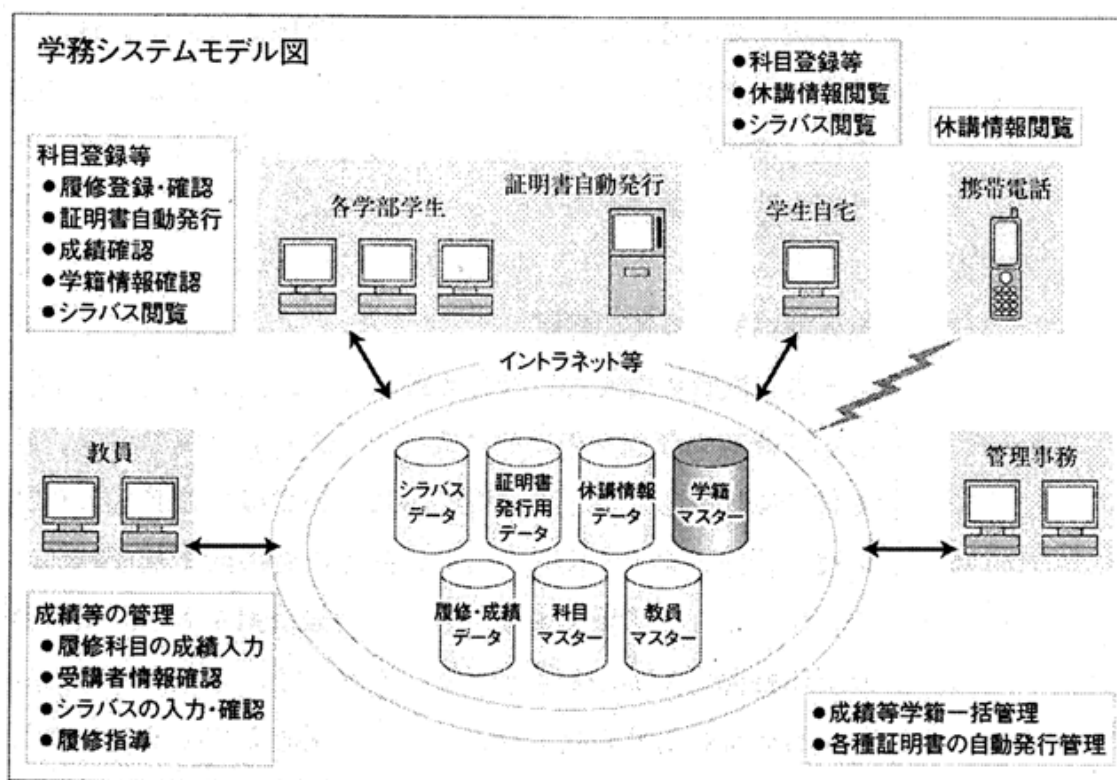 学務システムモデル図
科目登録等
●履修登録・確認
●証明書自動発行
●成績確認
●学籍情報確認
●シラバス閲覧
各学部学生
証明書自動発行
●科目登録等
●休講情報閲覧
●シラバス閲覧
学生自宅
休講情報閲覧
携帯電話
イントラネット等
教員
シラバス
データ
証明書
発行用
データ
休講情報
データ
学籍
マスター
管理事務
履修・成績
データ
科目
マスター
教員
マスター
成績等の管理
●履修科目の成績入力
●受講者情報確認
●シラバスの入力・確認
●履修指導
●成績等学籍一括管理
●各種証明書の自動発行管理